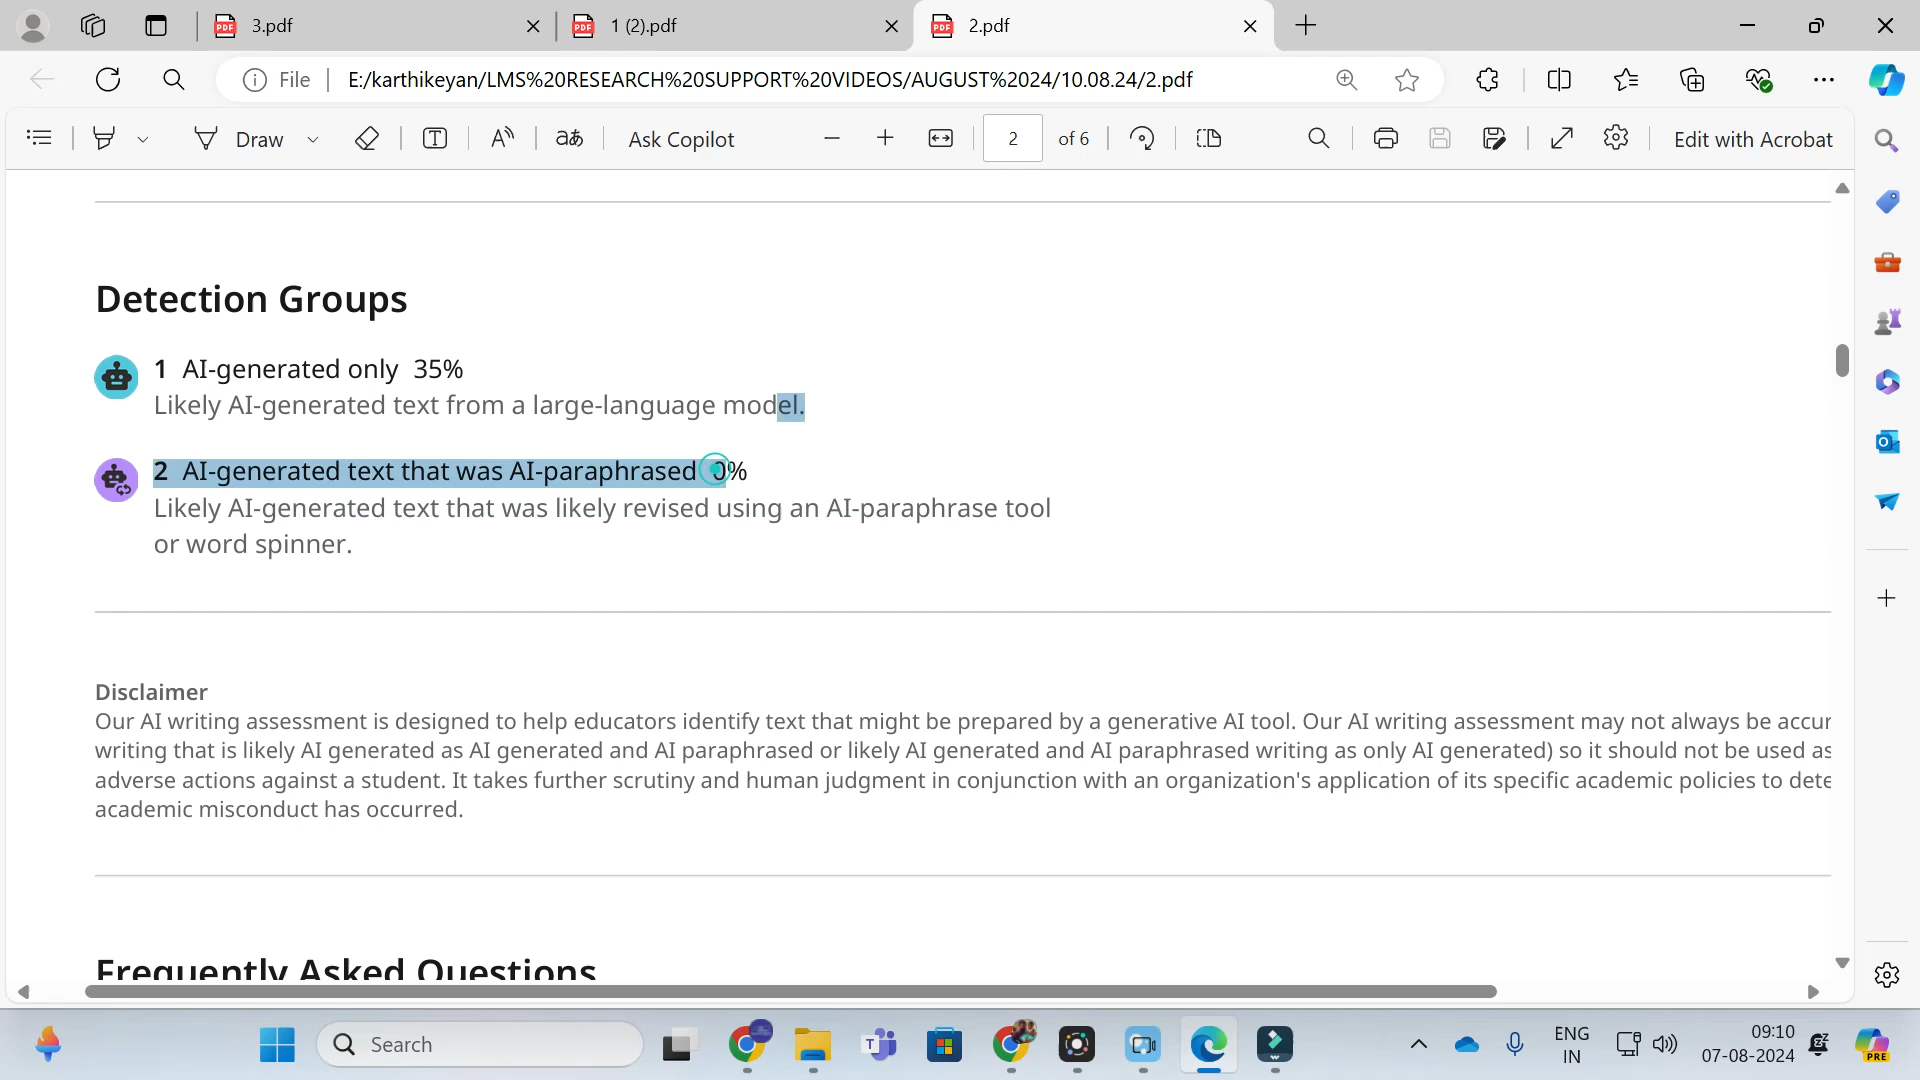 3.pdf
1 (2).pdf
2.pdf
File
E:/karthikeyan/LMS%20RESEARCH%20SUPPORT%20VIDEOS/AUGUST%2024/10.08.24/2.pdf
Draw
aあ
Ask Copilot
2
of 6
Edit with Acrobat
Detection Groups
1 AI-generated only 35%
Likely AI-generated text from a large-language model.
2 AI-generated text that was AI-paraphrased 0%
Likely AI-generated text that was likely revised using an AI-paraphrase tool
or word spinner.
Disclaimer
Our AI writing assessment is designed to help educators identify text that might be prepared by a generative AI tool. Our AI writing assessment may not always be accur
writing that is likely AI generated as AI generated and AI paraphrased or likely AI generated and AI paraphrased writing as only AI generated) so it should not be used as
adverse actions against a student. It takes further scrutiny and human judgment in conjunction with an organization's application of its specific academic policies to dete
academic misconduct has occurred.
Frequently Asked Questions
Search
ENG
IN
09:10
07-08-2024
PRE